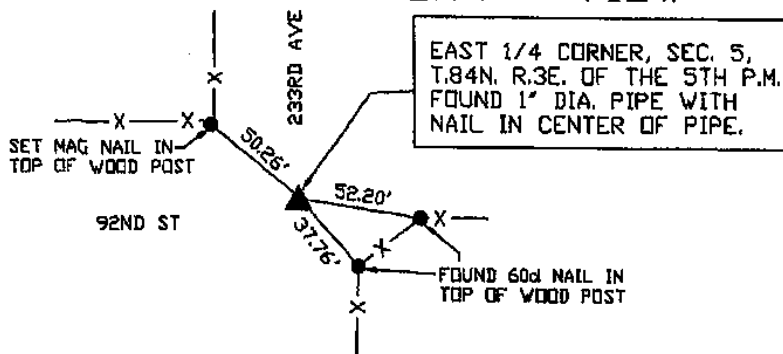 233RD AVE
EAST 1/4 CORNER, SEC. 5,
T.84N. R.3E. OF THE 5TH P.M.
FOUND 1" DIA. PIPE WITH
NAIL IN CENTER OF PIPE.
X
X X
SET MAG NAIL IN
TOP OF WOOD POST
50.26'
52.20'
92ND ST
37.76'
X
X
FOUND 60d NAIL IN
TOP OF WOOD POST
X